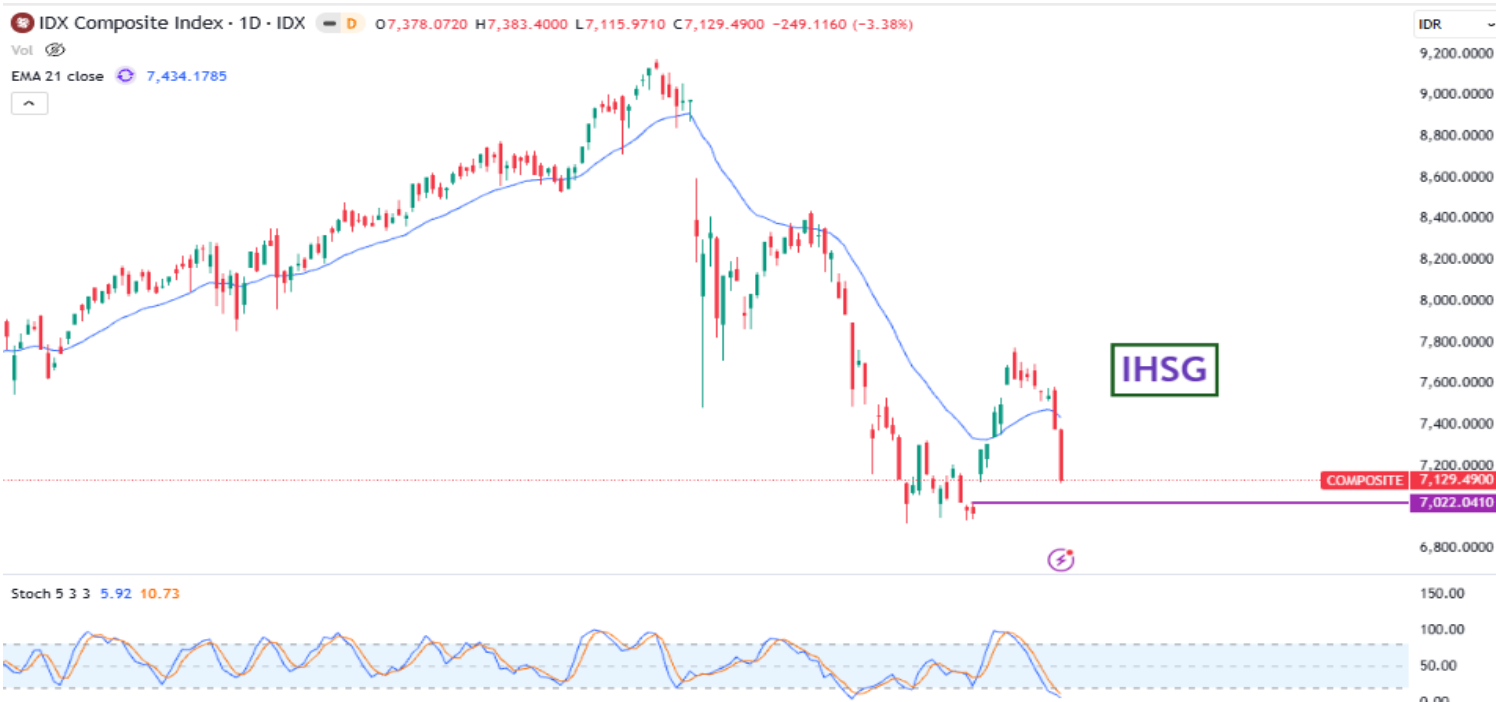 IDX Composite Index · 1D · IDX D O7,378.0720 H7,383.4000 L7,115.9710 C7,129.4900 −249.1160 (−3.38%)
IDR
Vol
EMA 21 close 7,434.1785
9,200.0000
9,000.0000
8,800.0000
8,600.0000
8,400.0000
8,200.0000
8,000.0000
7,800.0000
IHSG
7,600.0000
7,400.0000
7,200.0000
COMPOSITE 7,129.4900
7,022.0410
6,800.0000
Stoch 5 3 3 5.92 10.73
150.00
100.00
50.00
0.00